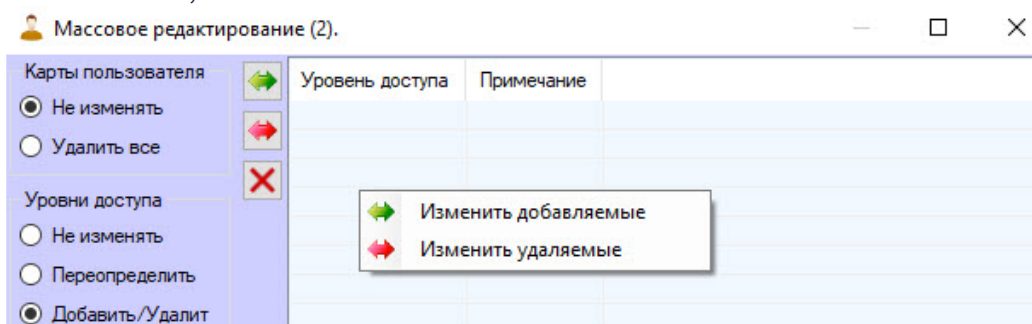 Массовое редактирование (2).
Карты пользователя
Не изменять
Удалить все
Уровни доступа
Не изменять
Переопределить
Добавить/Удалит
Уровень доступа Примечание
Изменить добавляемые
Изменить удаляемые